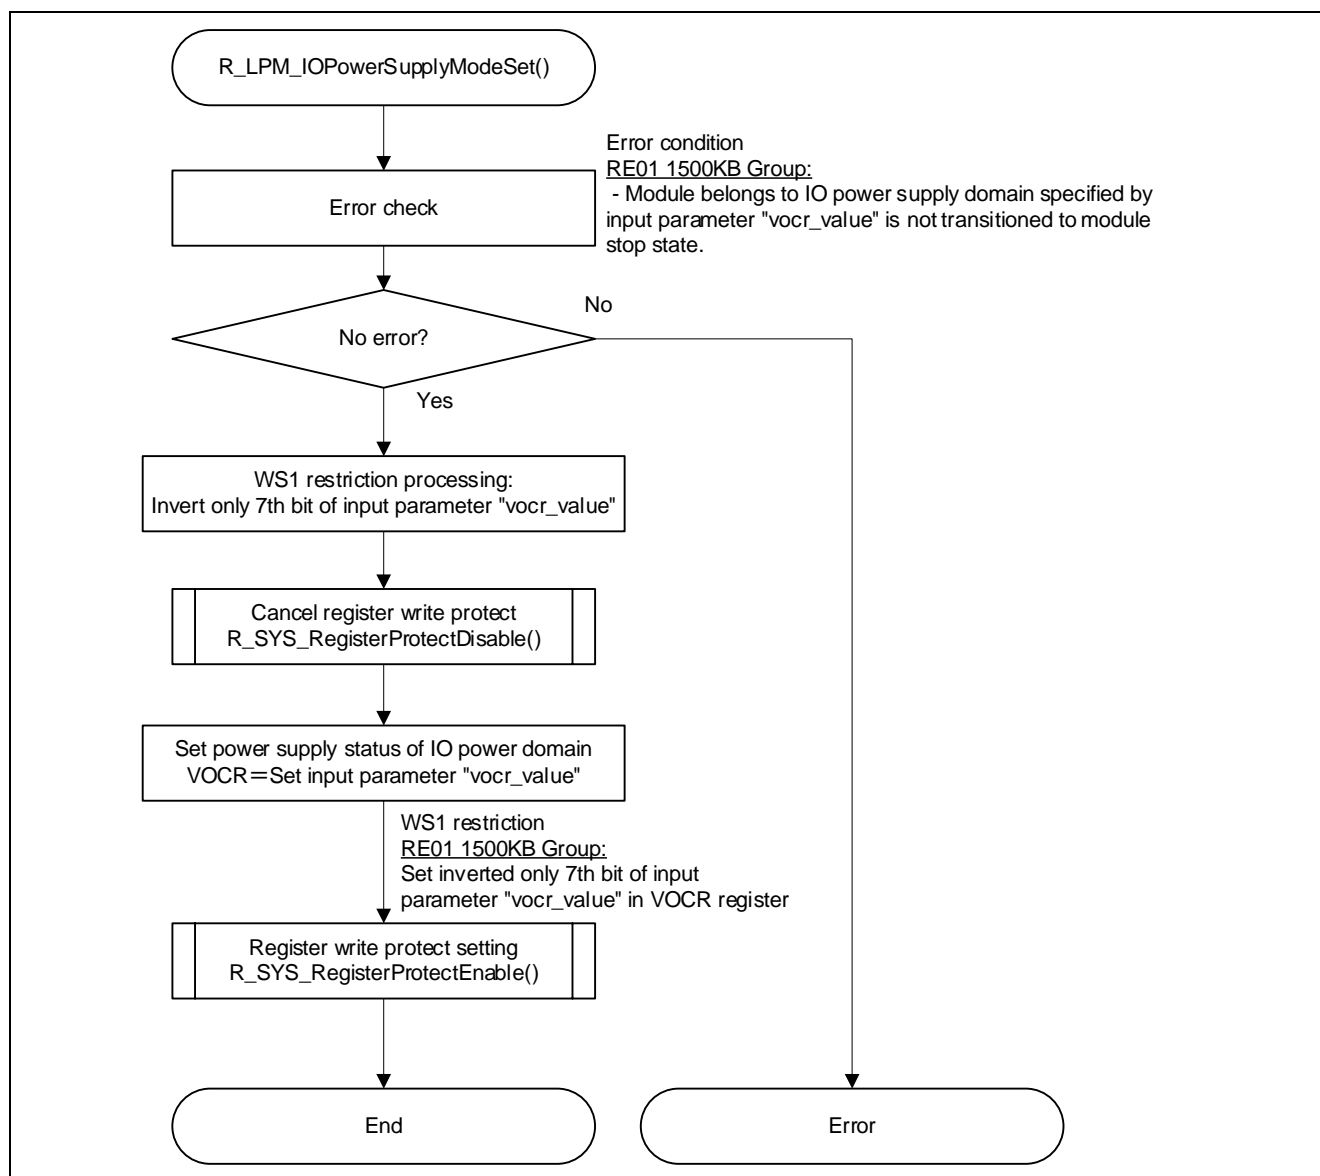 R_LPM_IOPowerSupplyModeSet()
Error condition
RE01 1500KB Group:
- Module belongs to IO power supply domain specified by
input parameter "vocr_value" is not transitioned to module
stop state.
Error check
No
No error?
Yes
WS1 restriction processing:
Invert only 7th bit of input parameter "vocr_value"
Cancel register write protect
R_SYS_RegisterProtectDisable()
Set power supply status of IO power domain
VOCR＝Set input parameter "vocr_value"
WS1 restriction
RE01 1500KB Group:
Set inverted only 7th bit of input
parameter "vocr_value" in VOCR register
Register write protect setting
R_SYS_RegisterProtectEnable()
End
Error